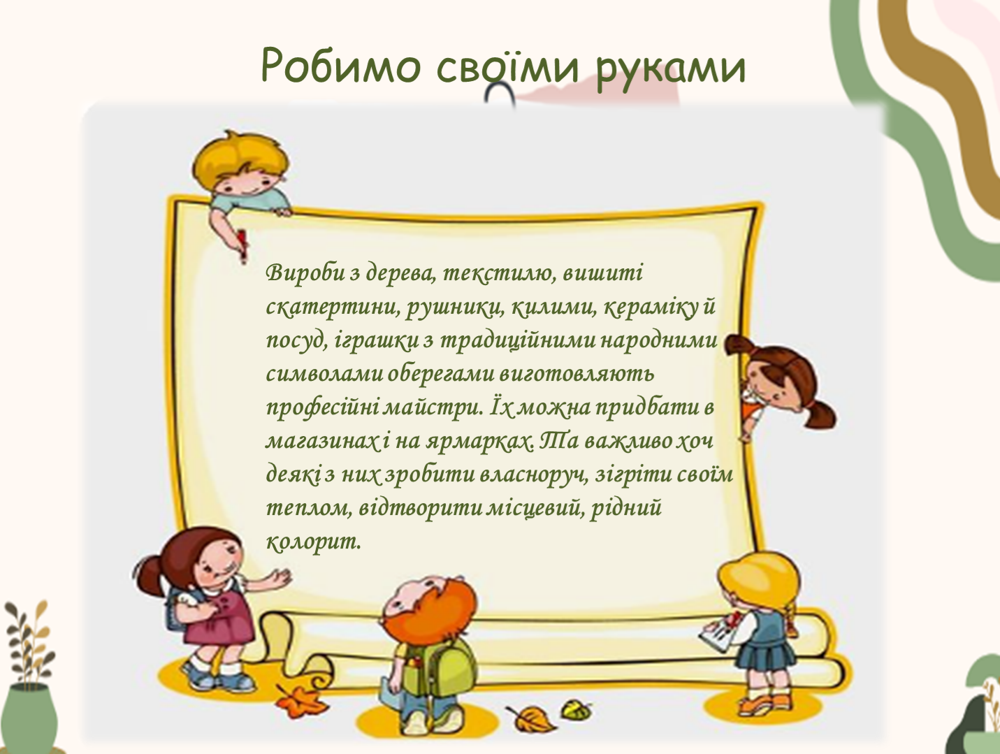 Робимо своїми руками
Вироби з дерева, текстилю, вишиті
скатертини, рушники, килими, кераміку й
посуд, іграшки з традиційними народними
символами оберегами виготовляють
професійні майстри. Їх можна придбати в
магазинах і на ярмарках. Та важливо хоч
деякі з них зробити власноруч, зігріти своїм
теплом, відтворити місцевий, рідний
колорит.